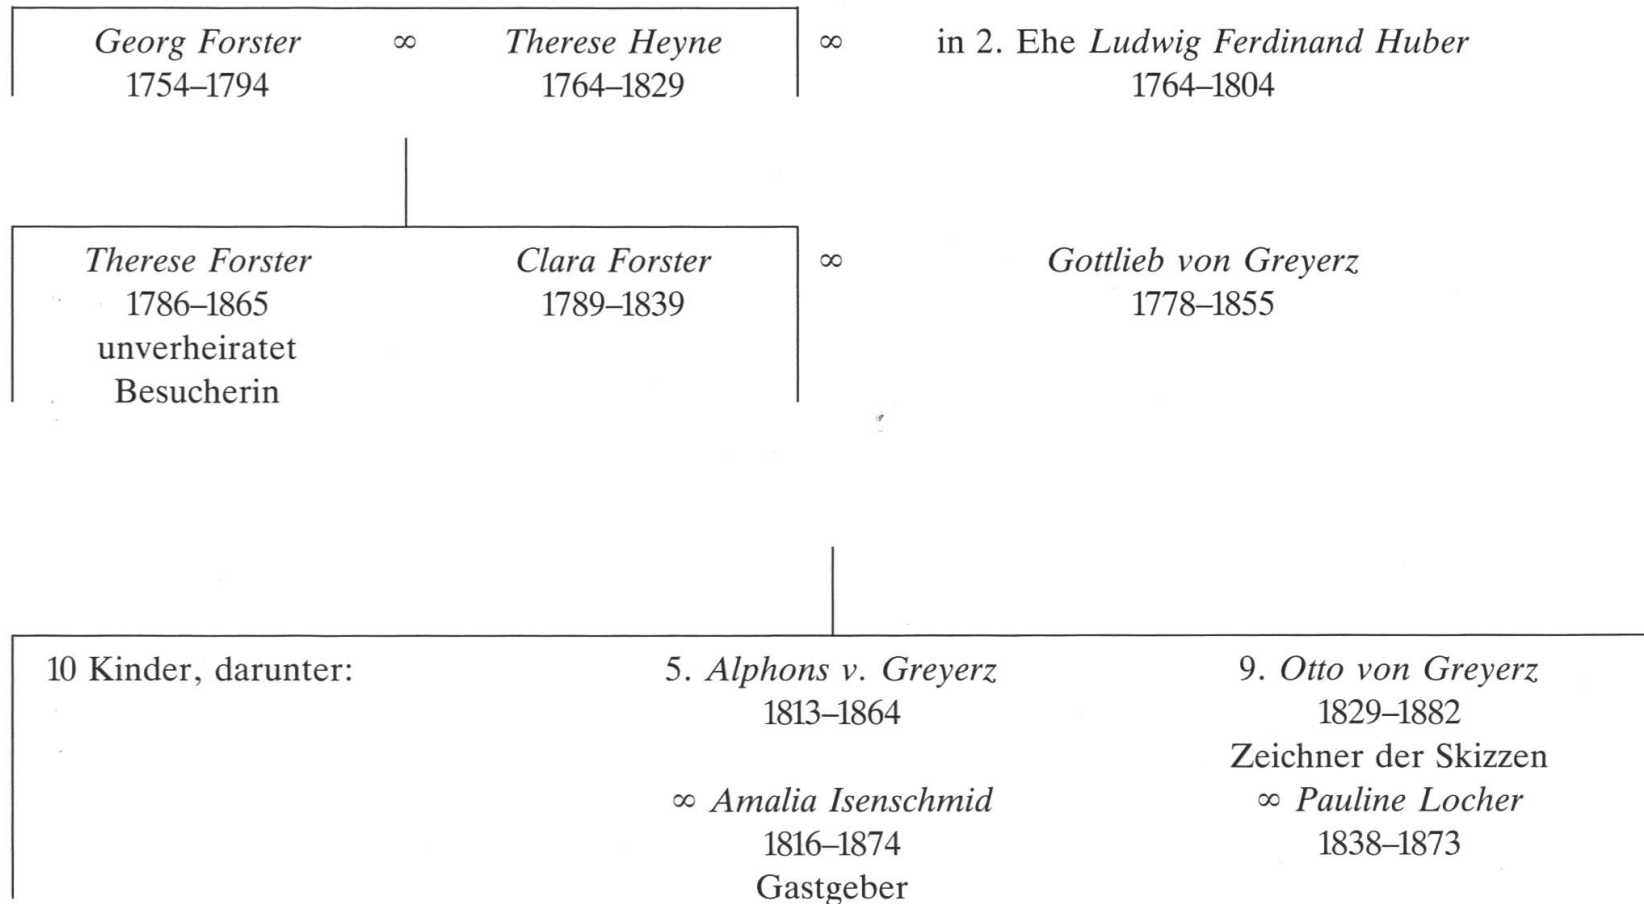 Georg Forster ∞ Therese Heyne ∞ in 2. Ehe Ludwig Ferdinand Huber
1754–1794 1764–1829 1764–1804
Therese Forster Clara Forster ∞ Gottlieb von Greyerz
1786–1865 1789–1839 1778–1855
unverheiratet
Besucherin
10 Kinder, darunter: 5. Alphons v. Greyerz 9. Otto von Greyerz
1813–1864 1829–1882
Zeichner der Skizzen
∞ Amalia Isenschmid ∞ Pauline Locher
1816–1874 1838–1873
Gastgeber